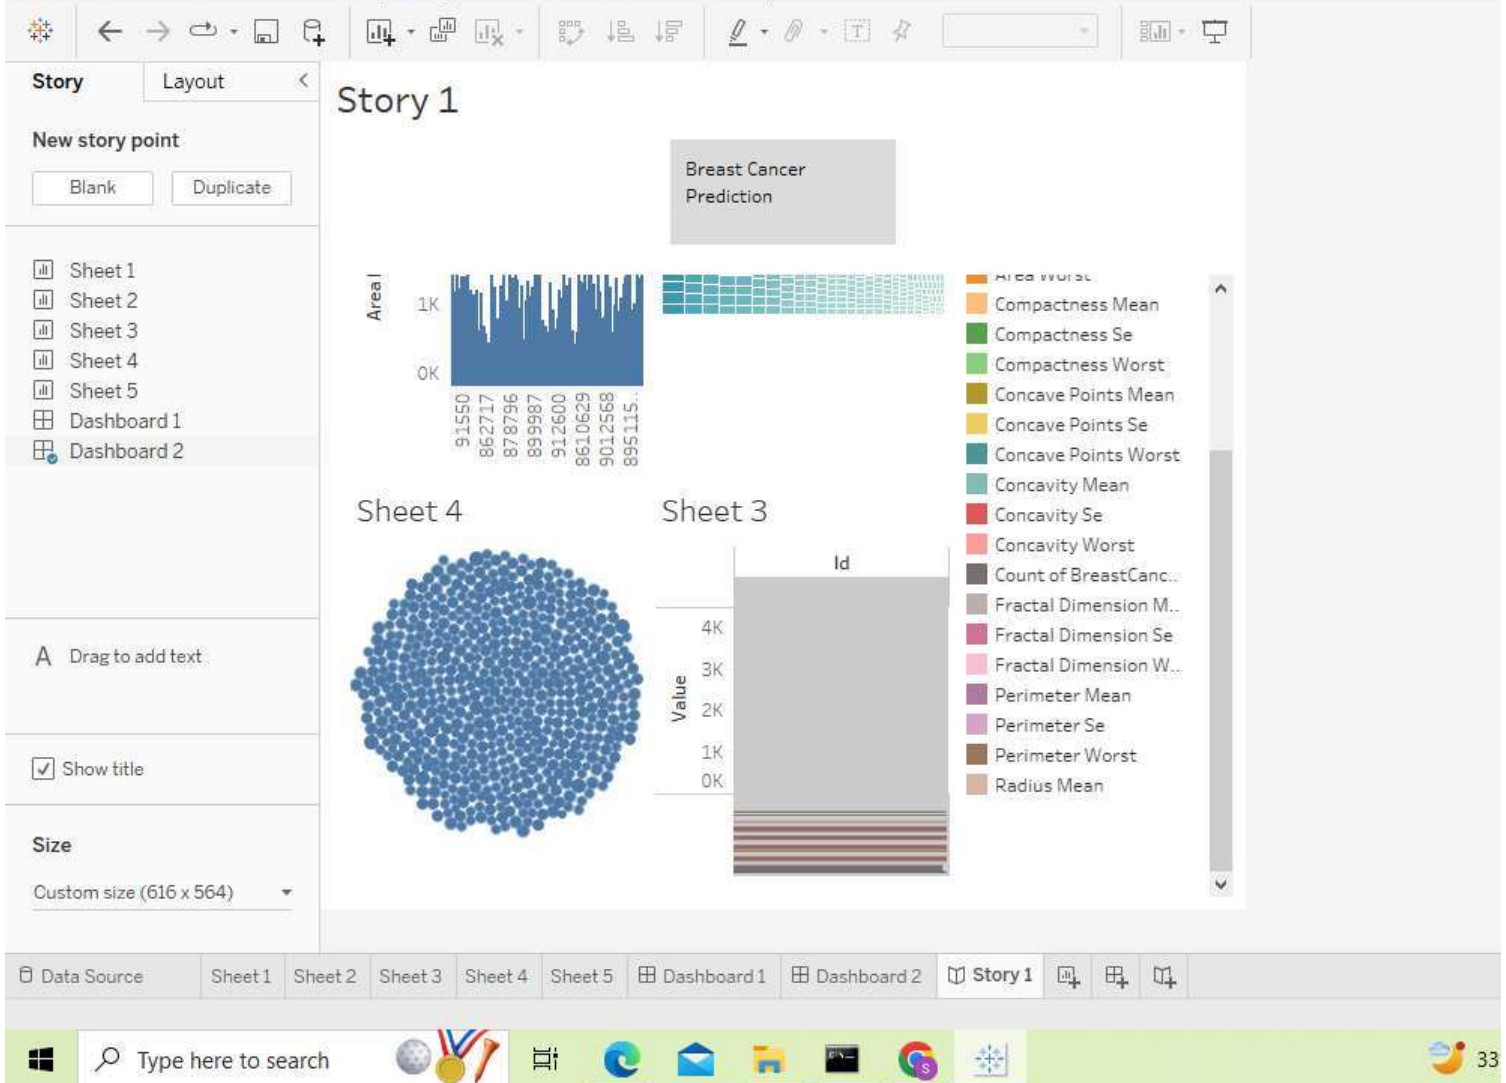 Story
Layout
New story point
Blank
Duplicate
Sheet 1
Sheet 2
Sheet 3
Sheet 4
Sheet 5
Dashboard 1
Dashboard 2
A Drag to add text
Show title
Size
Custom size (616 x 564)
Story 1
Breast Cancer
Prediction
1K
0K
91550
862717
878796
899987
912600
8610629
9012568
895115..
Area Worst
Compactness Mean
Compactness Se
Compactness Worst
Concave Points Mean
Concave Points Se
Concave Points Worst
Concavity Mean
Concavity Se
Concavity Worst
Count of BreastCanc..
Fractal Dimension M..
Fractal Dimension Se
Fractal Dimension W..
Perimeter Mean
Perimeter Se
Perimeter Worst
Radius Mean
Sheet 4
Sheet 3
Id
Value
4K
3K
2K
1K
0K
Data Source Sheet 1 Sheet 2 Sheet 3 Sheet 4 Sheet 5 Dashboard 1 Dashboard 2 Story 1
Type here to search
33